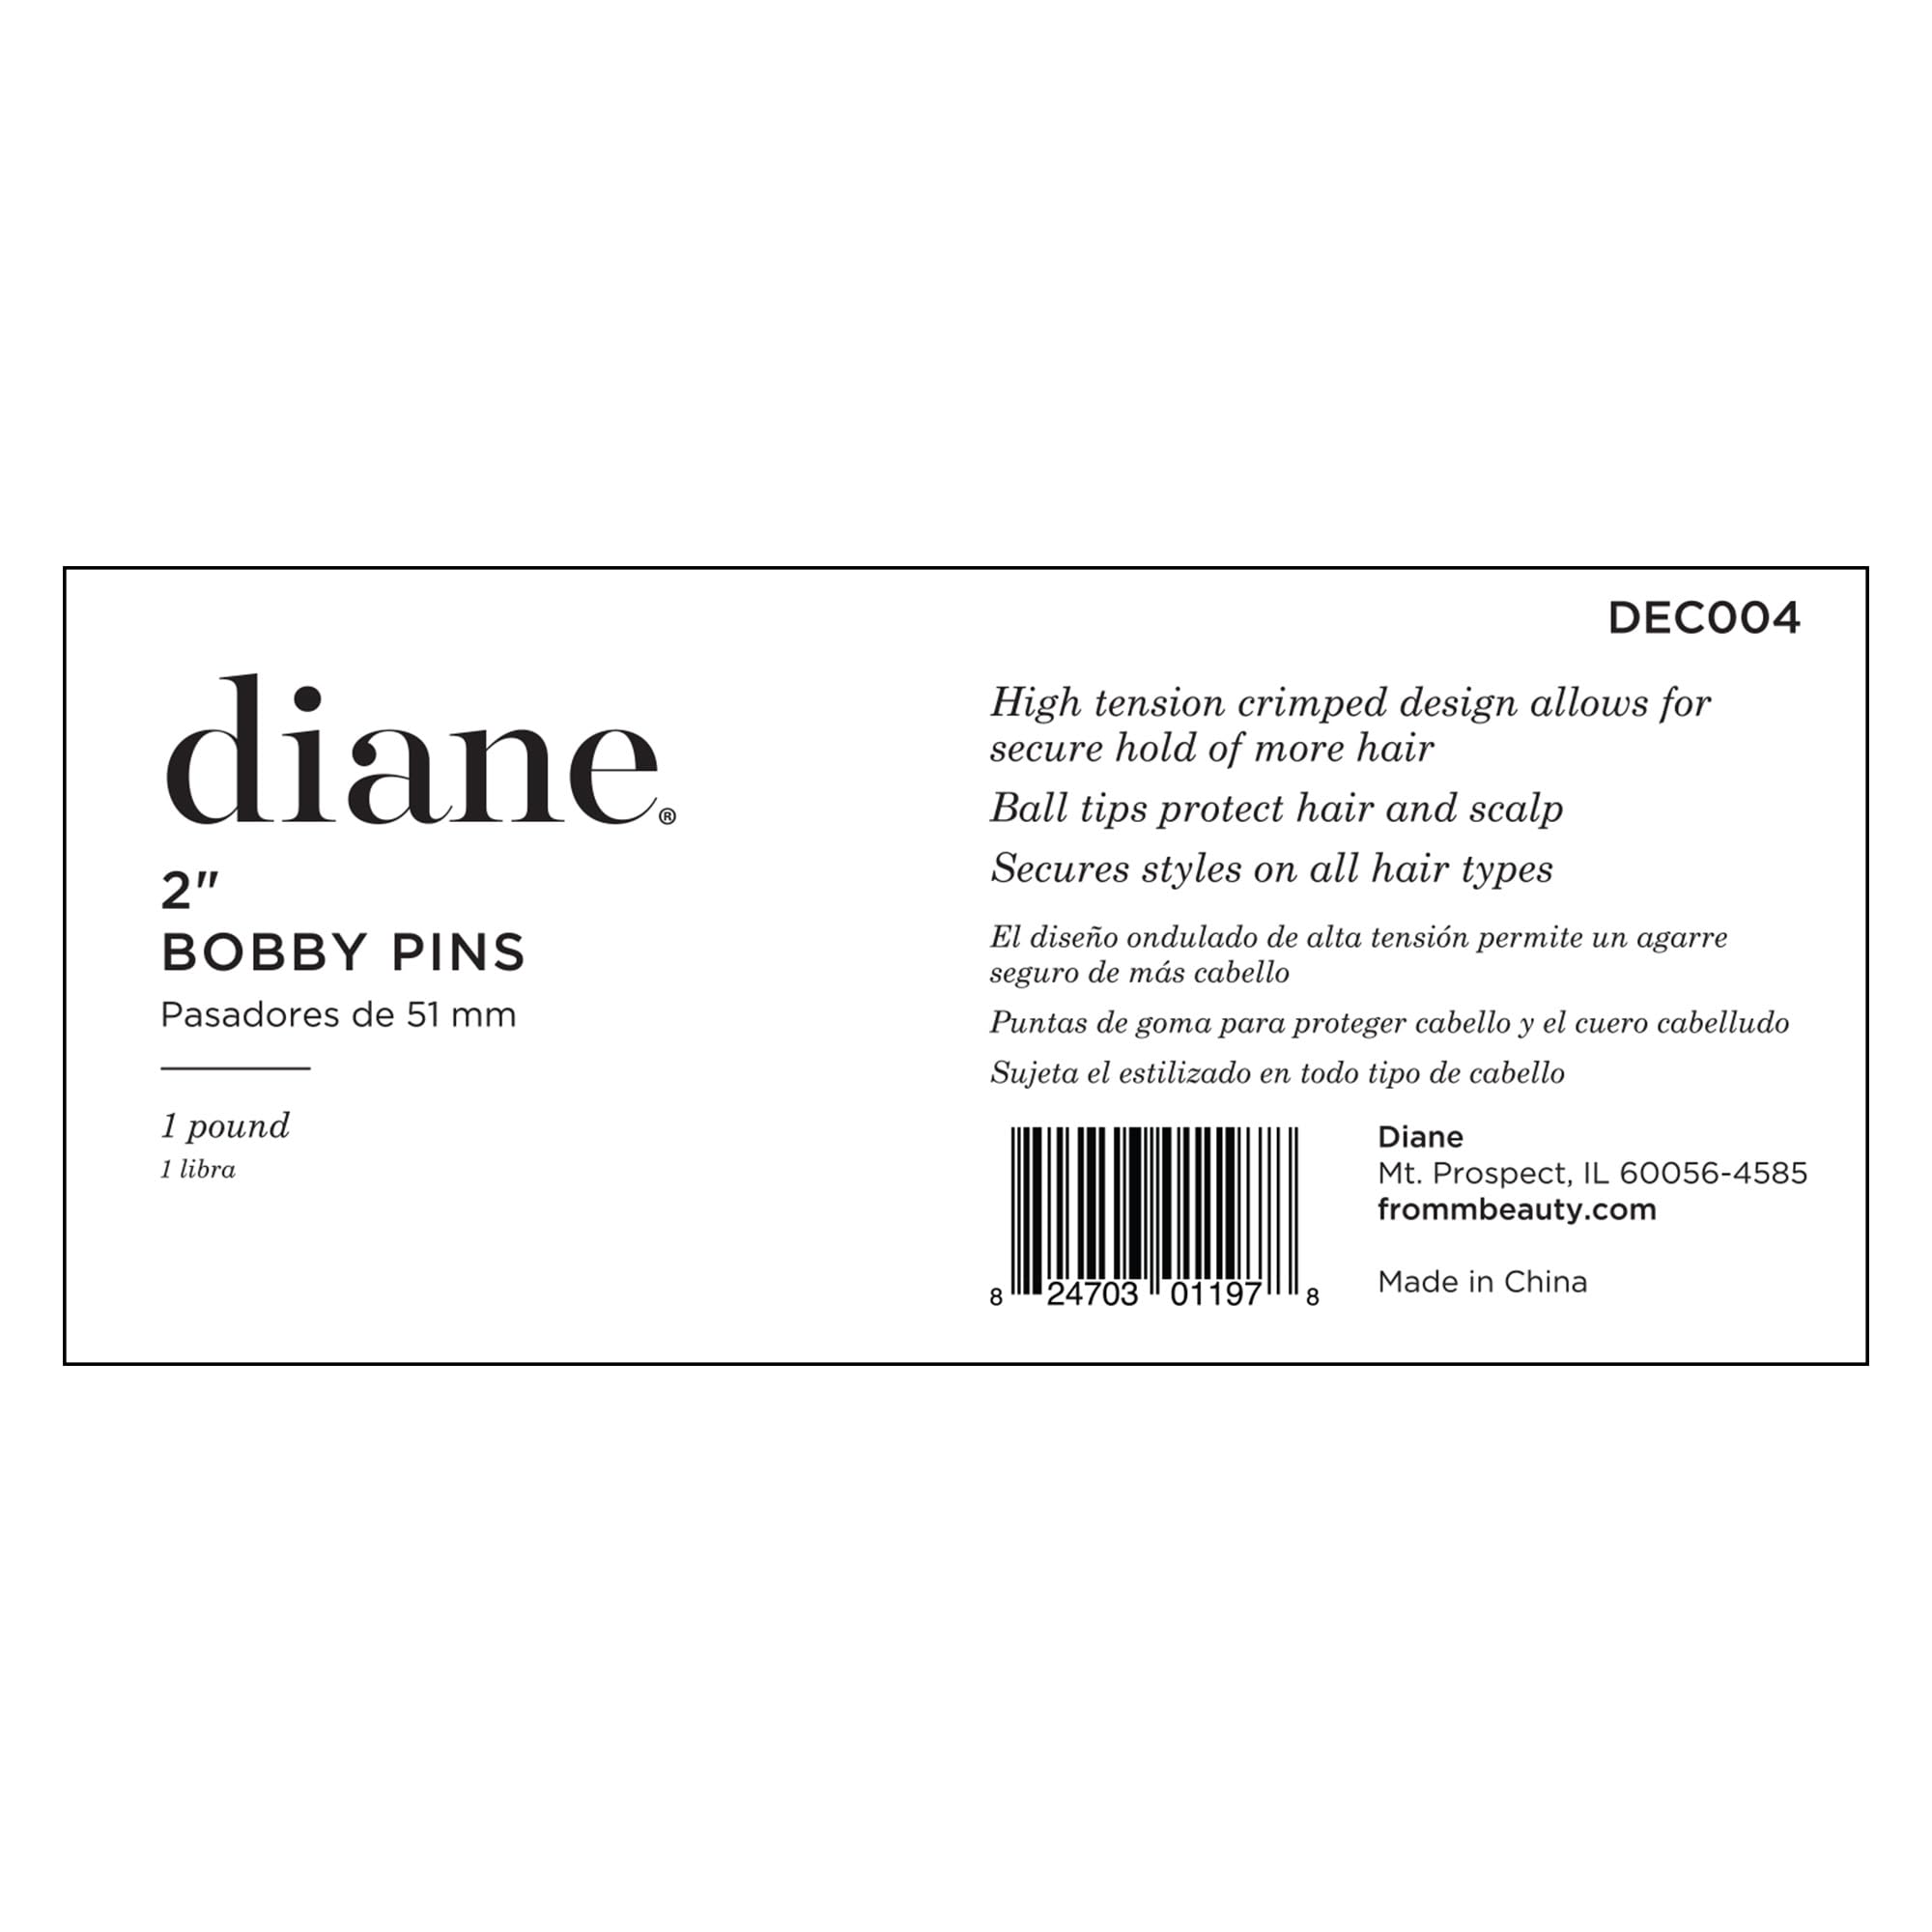 diane®
2"
BOBBY PINS
Pasadores de 51 mm
1 pound
1 libra
DEC004
High tension crimped design allows for
secure hold of more hair
Ball tips protect hair and scalp
Secures styles on all hair types
El diseño ondulado de alta tensión permite un agarre
seguro de más cabello
Puntas de goma para proteger cabello y el cuero cabelludo
Sujeta el estilizado en todo tipo de cabello
8 24703 01197 8
Diane
Mt. Prospect, IL 60056-4585
frommbeauty.com
Made in China